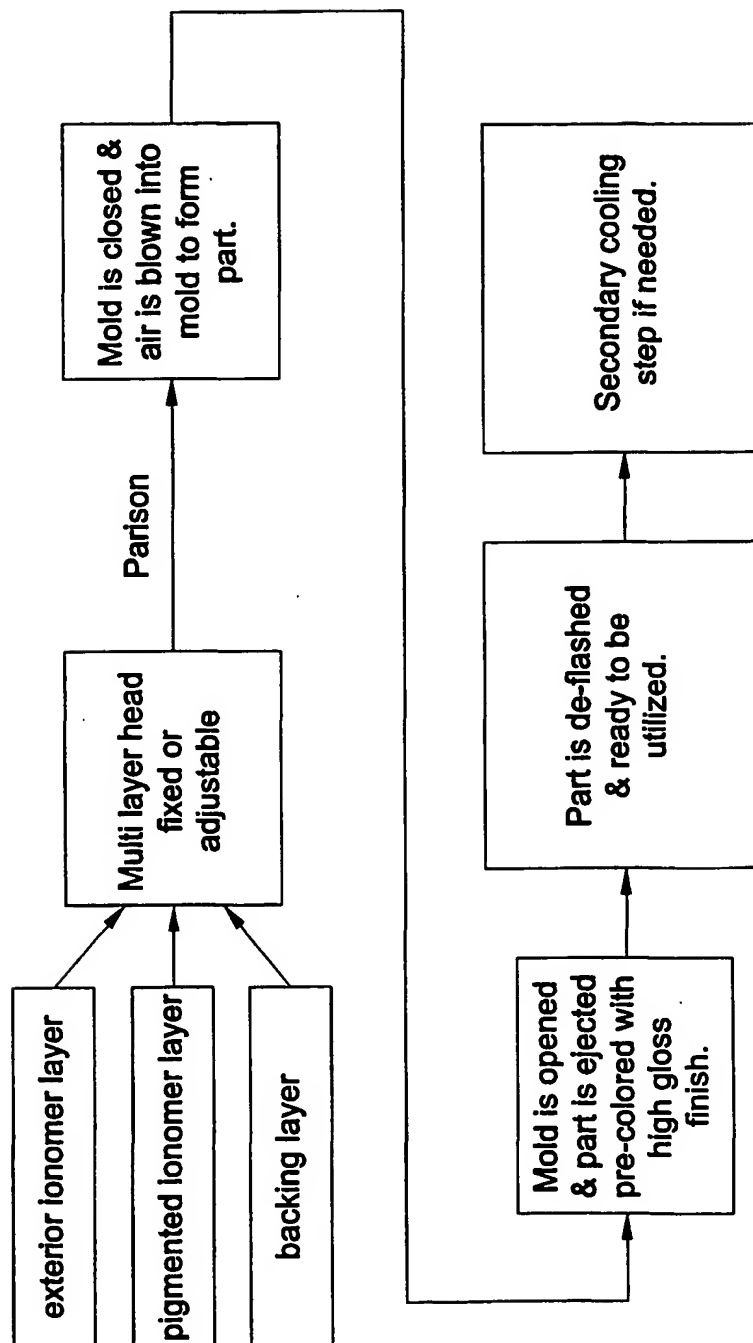 exterior ionomer layer
pigmented ionomer layer
backing layer
Multi layer head
fixed or
adjustable
Parison
Mold is closed &
air is blown into
mold to form
part.
Mold is opened
& part is ejected
pre-colored with
high gloss
finish.
Part is de-flashed
& ready to be
utilized.
Secondary cooling
step if needed.